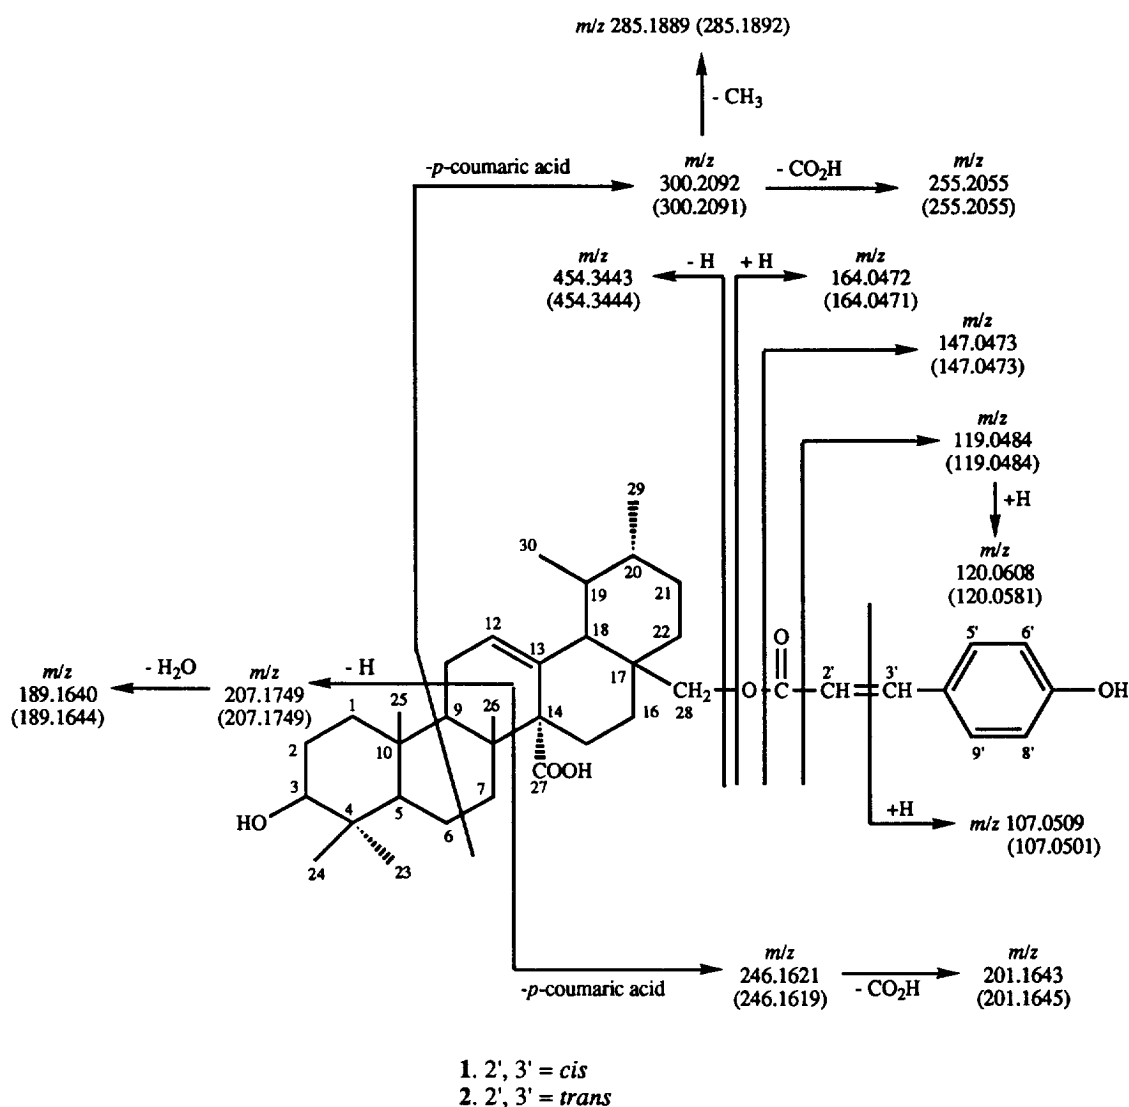 m/z 285.1889 (285.1892)
- CH3
-p-coumaric acid
m/z
300.2092
(300.2091)
- CO2H
m/z
255.2055
(255.2055)
m/z
454.3443
(454.3444)
- H
+ H
m/z
164.0472
(164.0471)
m/z
147.0473
(147.0473)
m/z
119.0484
(119.0484)
+H
m/z
120.0608
(120.0581)
29
30
20
19
21
12
18
22
13
17
16
O
5'
6'
2'
3'
CH2
O
C
CH
CH
OH
28
9'
8'
m/z
189.1640
(189.1644)
- H2O
m/z
207.1749
(207.1749)
- H
25
26
1
9
14
2
10
COOH
27
3
4
5
7
6
HO
24
23
+H
m/z 107.0509
(107.0501)
-p-coumaric acid
m/z
246.1621
(246.1619)
- CO2H
m/z
201.1643
(201.1645)
1. 2', 3' = cis
2. 2', 3' = trans